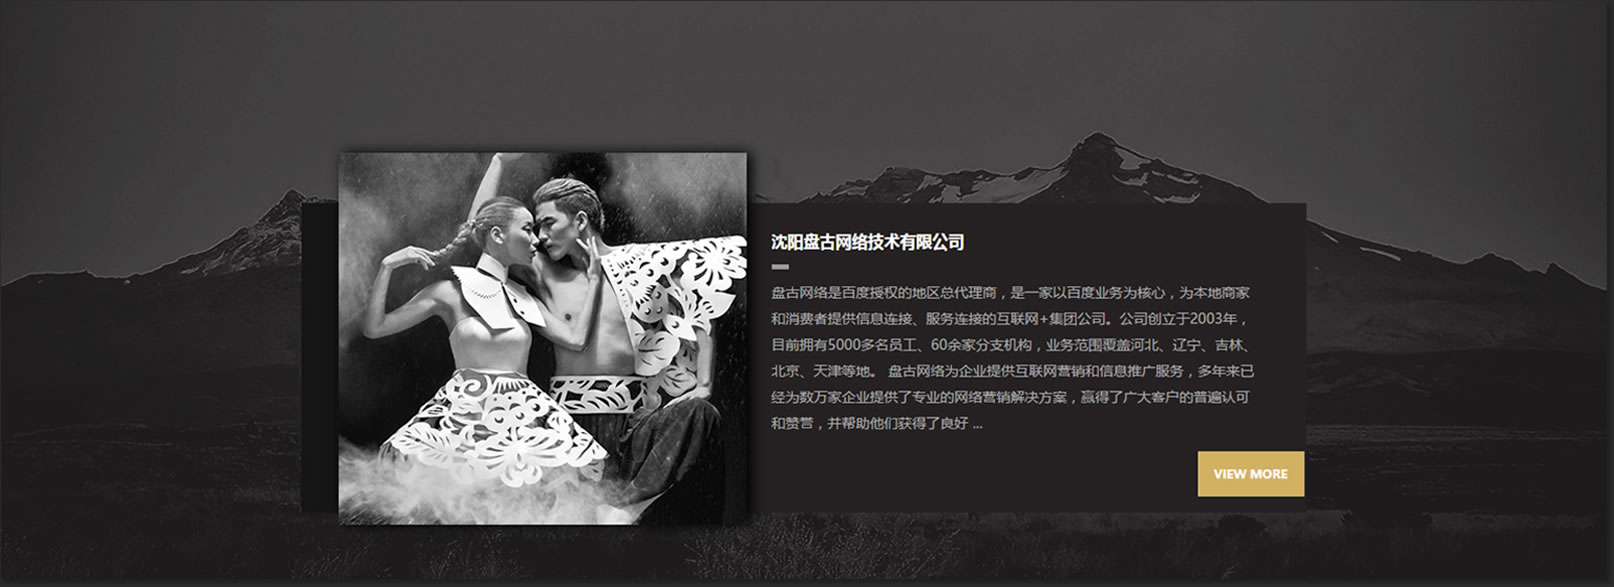 沈阳盘古网络技术有限公司
盘古网络是百度授权的地区总代理商，是一家以百度业务为核心，为本地商家
和消费者提供信息连接、服务连接的互联网+集团公司。公司创立于2003年，
目前拥有5000多名员工、60余家分支机构，业务范围覆盖河北、辽宁、吉林、
北京、天津等地。 盘古网络为企业提供互联网营销和信息推广服务，多年来已
经为数万家企业提供了专业的网络营销解决方案，赢得了广大客户的普遍认可
和赞誉，并帮助他们获得了良好 ...
VIEW MORE